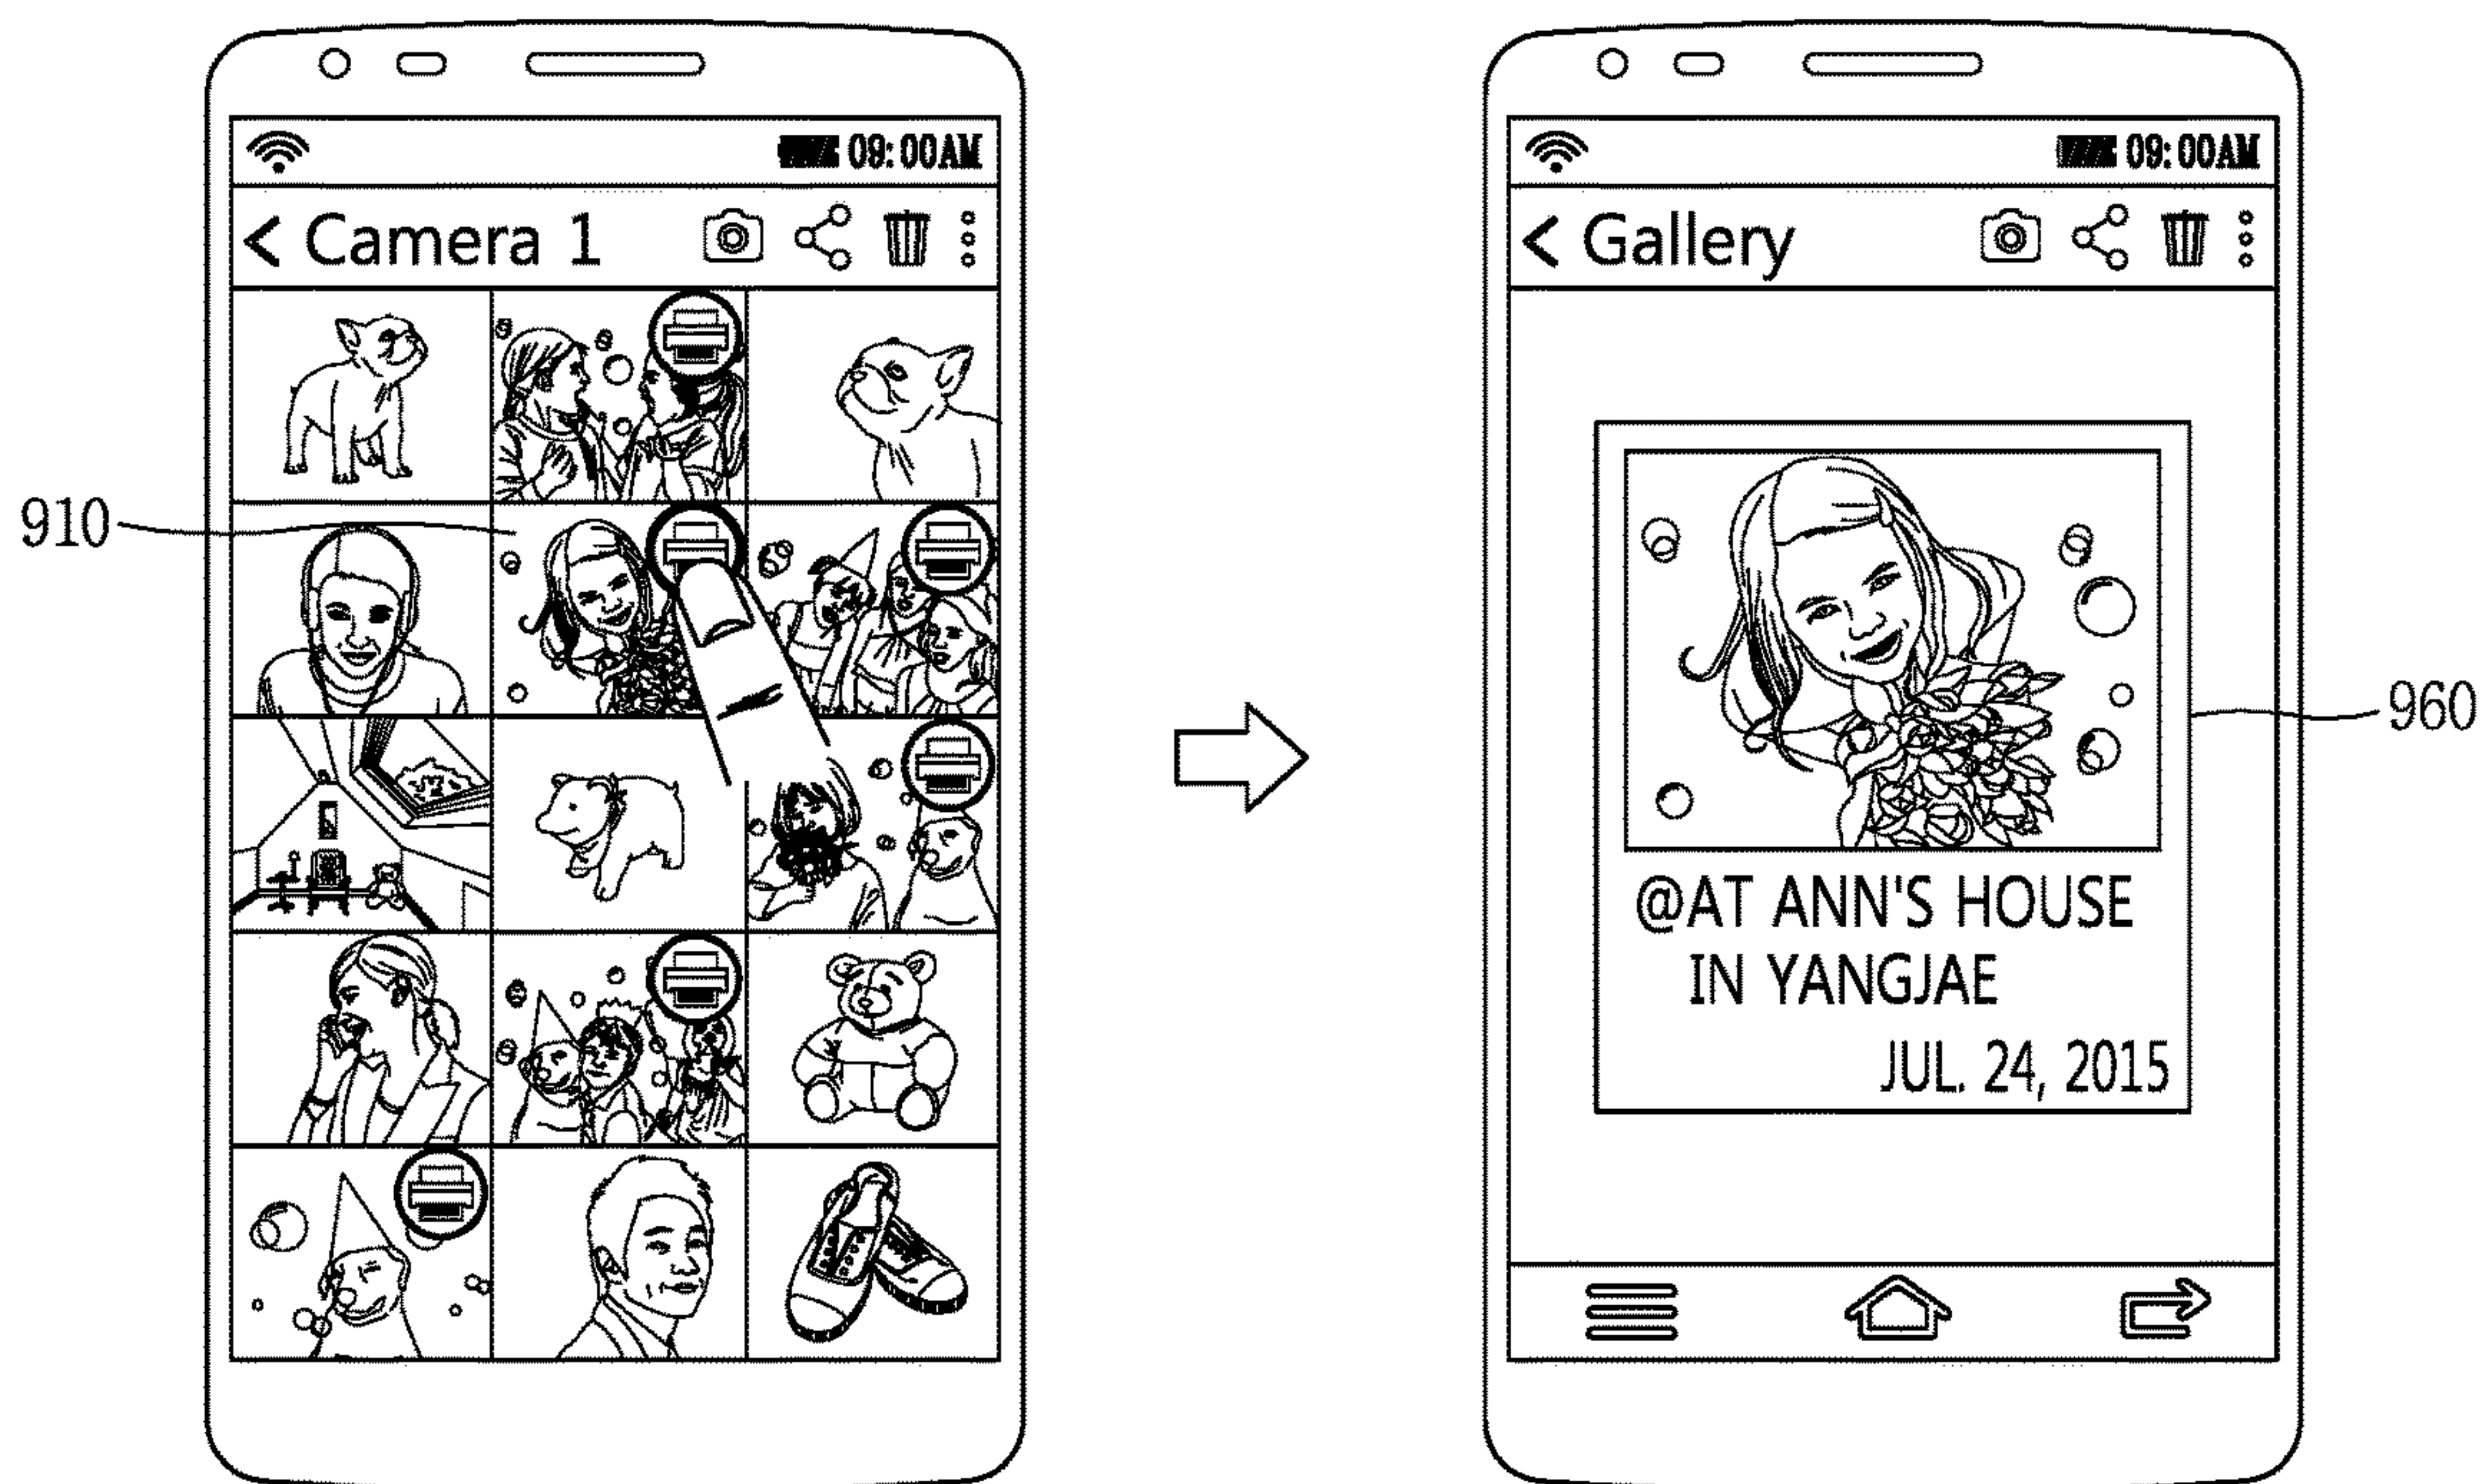 09:00AM
Camera 1
910
09:00AM
Gallery
@AT ANN'S HOUSE
IN YANGJAE
JUL. 24, 2015
960